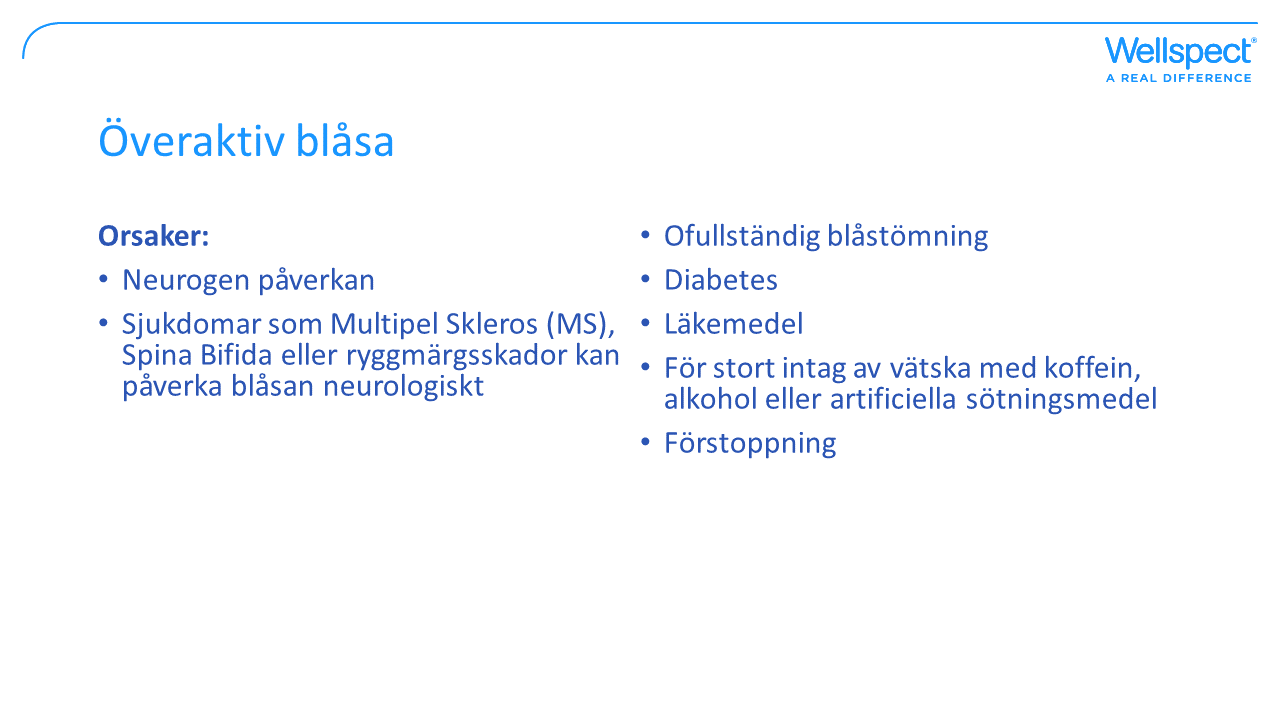 Wellspect®
A REAL DIFFERENCE
Överaktiv blåsa
Orsaker:
• Neurogen påverkan
• Sjukdomar som Multipel Skleros (MS),
Spina Bifida eller ryggmärgsskador kan
påverka blåsan neurologiskt
• Ofullständig blåstömning
• Diabetes
• Läkemedel
• För stort intag av vätska med koffein,
alkohol eller artificiella sötningsmedel
• Förstoppning